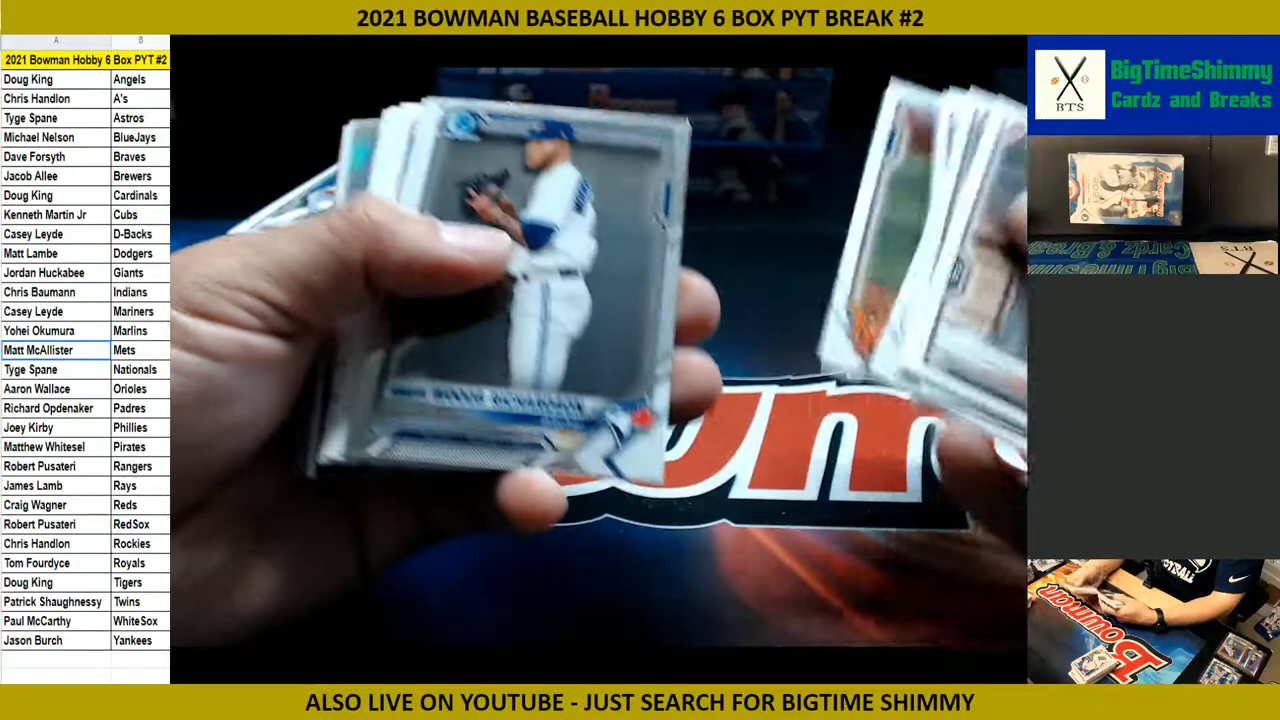 2021 BOWMAN BASEBALL HOBBY 6 BOX PYT BREAK #2
A B
2021 Bowman Hobby 6 Box PYT #2
Doug King Angels
Chris Handlon A's
Tyge Spane Astros
Michael Nelson BlueJays
Dave Forsyth Braves
Jacob Allee Brewers
Doug King Cardinals
Kenneth Martin Jr Cubs
Casey Leyde D-Backs
Matt Lambe Dodgers
Jordan Huckabee Giants
Chris Baumann Indians
Casey Leyde Mariners
Yohei Okumura Marlins
Matt McAllister Mets
Tyge Spane Nationals
Aaron Wallace Orioles
Richard Opdenaker Padres
Joey Kirby Phillies
Matthew Whitesel Pirates
Robert Pusateri Rangers
James Lamb Rays
Craig Wagner Reds
Robert Pusateri RedSox
Chris Handlon Rockies
Tom Fourdyce Royals
Doug King Tigers
Patrick Shaughnessy Twins
Paul McCarthy WhiteSox
Jason Burch Yankees
BTS
BigTimeShimmy
Cardz and Breaks
Bowman
ALSO LIVE ON YOUTUBE - JUST SEARCH FOR BIGTIME SHIMMY